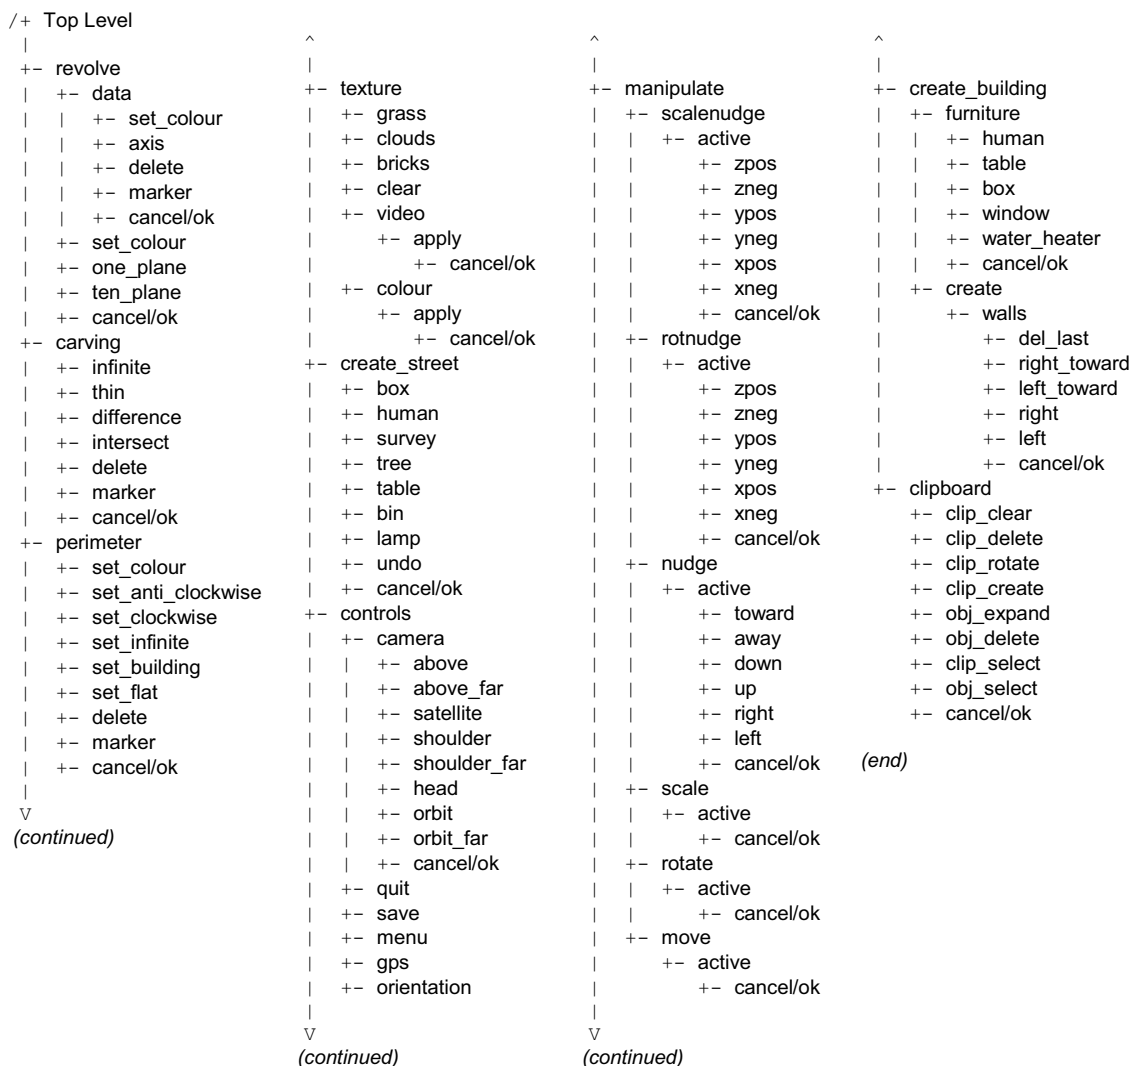 /+ Top Level
|
+- revolve
| +- data
| | +- set_colour
| | +- axis
| | +- delete
| | +- marker
| | +- cancel/ok
| +- set_colour
| +- one_plane
| +- ten_plane
| +- cancel/ok
+- carving
| +- infinite
| +- thin
| +- difference
| +- intersect
| +- delete
| +- marker
| +- cancel/ok
+- perimeter
| +- set_colour
| +- set_anti_clockwise
| +- set_clockwise
| +- set_infinite
| +- set_building
| +- set_flat
| +- delete
| +- marker
| +- cancel/ok
|
V
(continued)
^
|
+- texture
| +- grass
| +- clouds
| +- bricks
| +- clear
| +- video
| +- apply
| +- cancel/ok
| +- colour
| +- apply
| +- cancel/ok
+- create_street
| +- box
| +- human
| +- survey
| +- tree
| +- table
| +- bin
| +- lamp
| +- undo
| +- cancel/ok
+- controls
| +- camera
| | +- above
| | +- above_far
| | +- satellite
| | +- shoulder
| | +- shoulder_far
| | +- head
| | +- orbit
| | +- orbit_far
| | +- cancel/ok
| +- quit
| +- save
| +- menu
| +- gps
| +- orientation
|
V
(continued)
^
|
+- manipulate
| +- scalenudge
| | +- active
| | +- zpos
| | +- zneg
| | +- ypos
| | +- yneg
| | +- xpos
| | +- xneg
| | +- cancel/ok
| +- rotnudge
| | +- active
| | +- zpos
| | +- zneg
| | +- ypos
| | +- yneg
| | +- xpos
| | +- xneg
| | +- cancel/ok
| +- nudge
| | +- active
| | +- toward
| | +- away
| | +- down
| | +- up
| | +- right
| | +- left
| | +- cancel/ok
| +- scale
| | +- active
| | +- cancel/ok
| +- rotate
| | +- active
| | +- cancel/ok
| +- move
| +- active
| +- cancel/ok
|
V
(continued)
^
|
+- create_building
| +- furniture
| | +- human
| | +- table
| | +- box
| | +- window
| | +- water_heater
| | +- cancel/ok
| +- create
| +- walls
| +- del_last
| +- right_toward
| +- left_toward
| +- right
| +- left
| +- cancel/ok
+- clipboard
+- clip_clear
+- clip_delete
+- clip_rotate
+- clip_create
+- obj_expand
+- obj_delete
+- clip_select
+- obj_select
+- cancel/ok
(end)